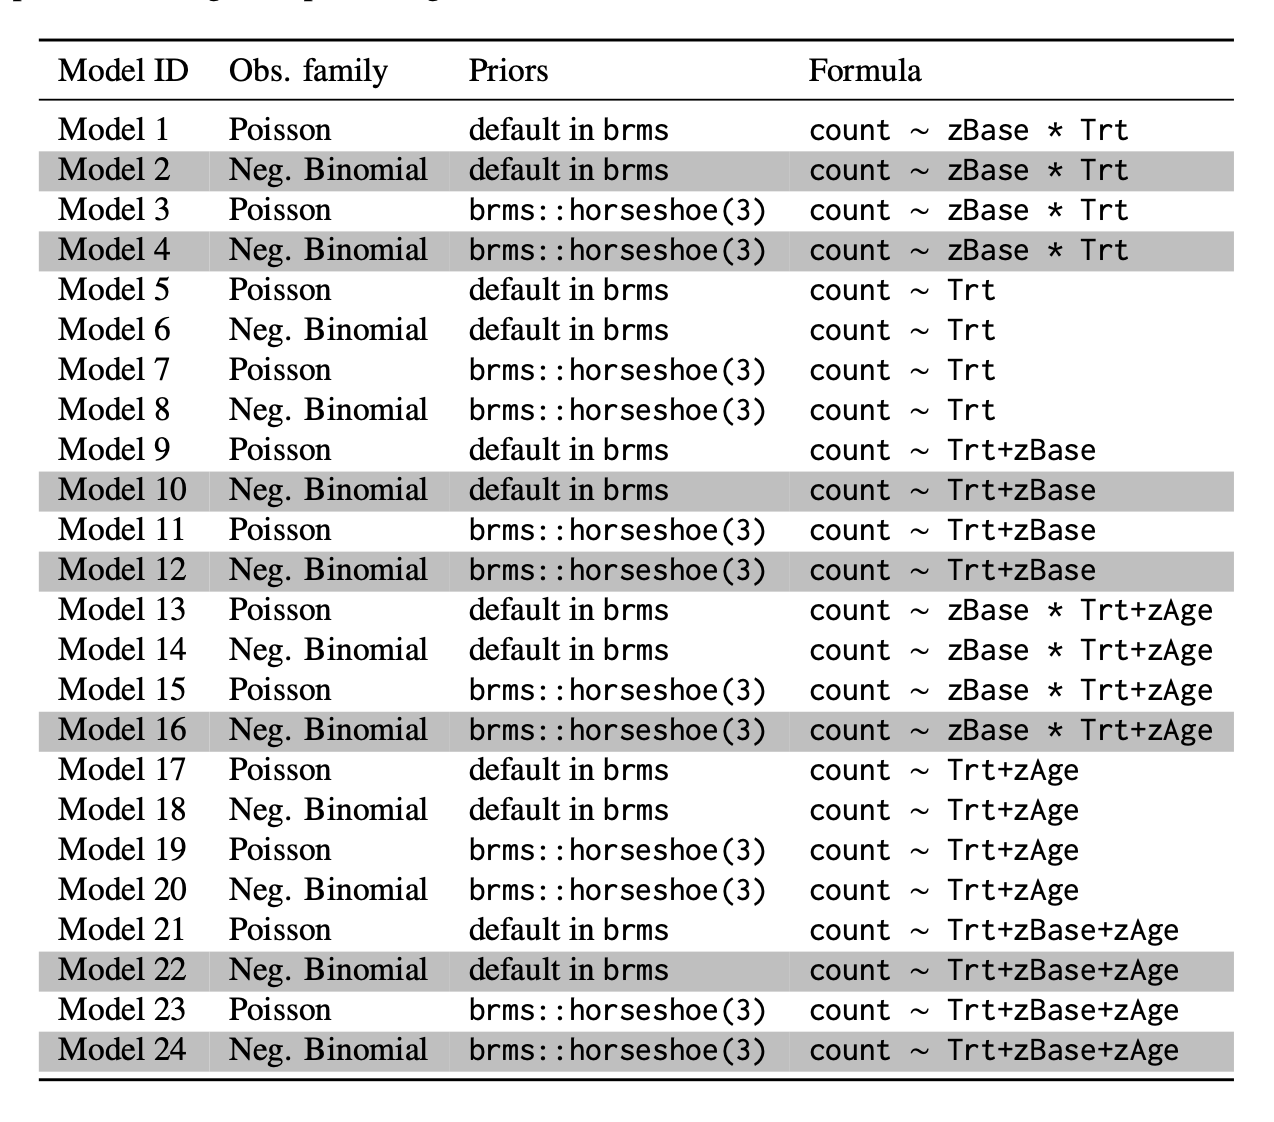 Model ID Obs. family Priors Formula
Model 1 Poisson default in brms count ~ zBase * Trt
Model 2 Neg. Binomial default in brms count ~ zBase * Trt
Model 3 Poisson brms::horseshoe(3) count ~ zBase * Trt
Model 4 Neg. Binomial brms::horseshoe(3) count ~ zBase * Trt
Model 5 Poisson default in brms count ~ Trt
Model 6 Neg. Binomial default in brms count ~ Trt
Model 7 Poisson brms::horseshoe(3) count ~ Trt
Model 8 Neg. Binomial brms::horseshoe(3) count ~ Trt
Model 9 Poisson default in brms count ~ Trt+zBase
Model 10 Neg. Binomial default in brms count ~ Trt+zBase
Model 11 Poisson brms::horseshoe(3) count ~ Trt+zBase
Model 12 Neg. Binomial brms::horseshoe(3) count ~ Trt+zBase
Model 13 Poisson default in brms count ~ zBase * Trt+zAge
Model 14 Neg. Binomial default in brms count ~ zBase * Trt+zAge
Model 15 Poisson brms::horseshoe(3) count ~ zBase * Trt+zAge
Model 16 Neg. Binomial brms::horseshoe(3) count ~ zBase * Trt+zAge
Model 17 Poisson default in brms count ~ Trt+zAge
Model 18 Neg. Binomial default in brms count ~ Trt+zAge
Model 19 Poisson brms::horseshoe(3) count ~ Trt+zAge
Model 20 Neg. Binomial brms::horseshoe(3) count ~ Trt+zAge
Model 21 Poisson default in brms count ~ Trt+zBase+zAge
Model 22 Neg. Binomial default in brms count ~ Trt+zBase+zAge
Model 23 Poisson brms::horseshoe(3) count ~ Trt+zBase+zAge
Model 24 Neg. Binomial brms::horseshoe(3) count ~ Trt+zBase+zAge